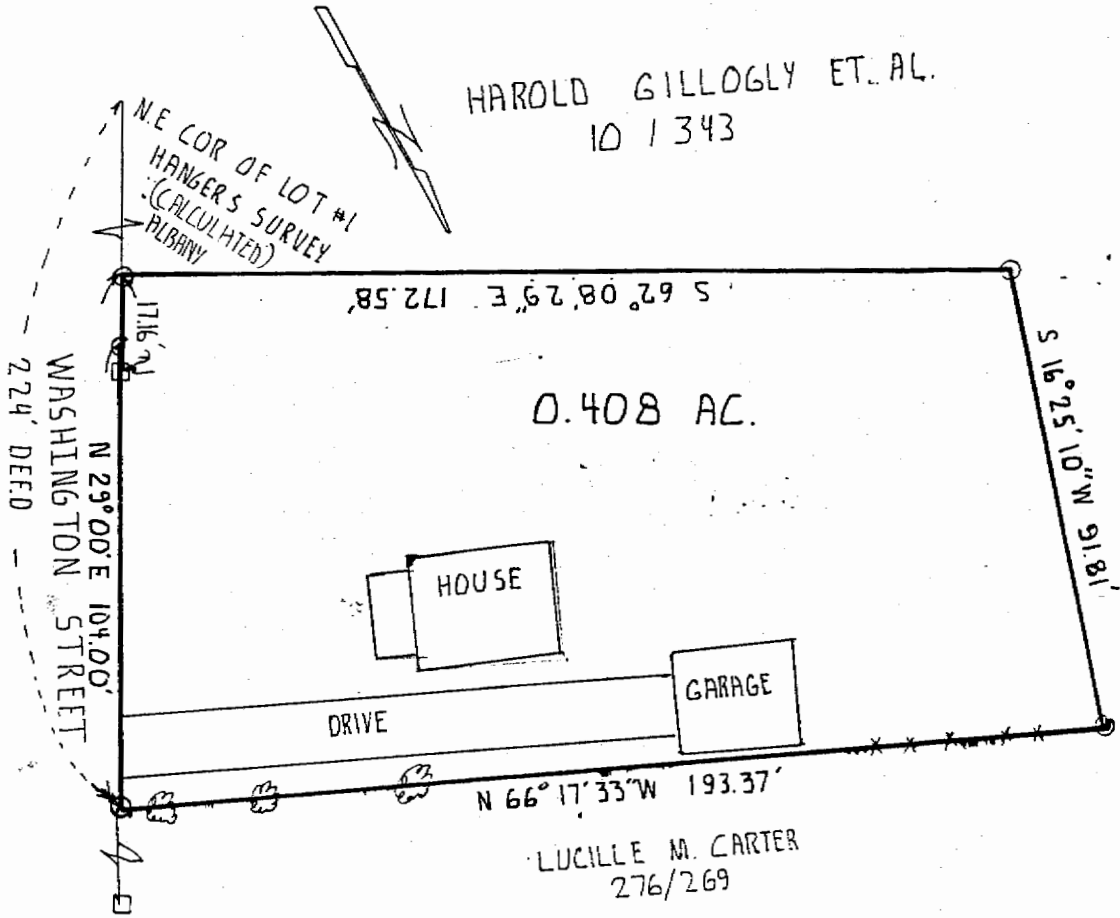 HAROLD GILLOGLY ET. AL.
10 / 343
N.E COR OF LOT #1
HANGERS SURVEY
(CALCULATED)
ALBANY
S 62° 08' 29" E 172.58'
17.16'
0.408 AC.
S 16° 25' 10" W 91.81'
N 29° 00' E 104.00'
WASHINGTON STREET
224' DEED
HOUSE
GARAGE
DRIVE
N 66° 17' 33" W 193.37'
LUCILLE M. CARTER
276/269